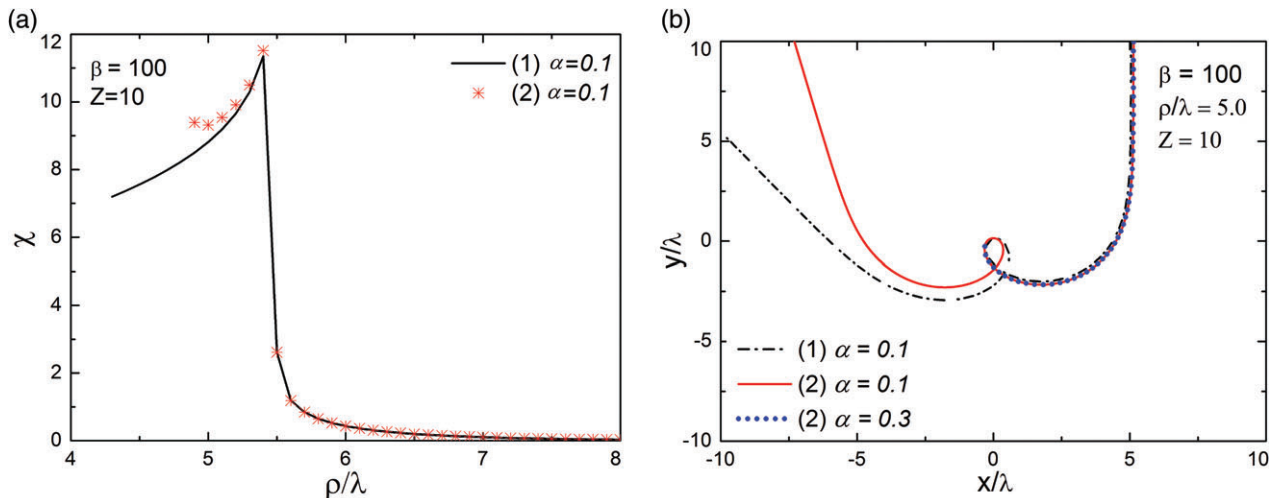 (a)
12
10
8
6
4
2
0
χ
β = 100
Z=10
(1) α=0.1
(2) α=0.1
4
5
6
7
8
ρ/λ
(b)
10
5
0
-5
-10
y/λ
β = 100
ρ/λ = 5.0
Z = 10
(1) α = 0.1
(2) α = 0.1
(2) α = 0.3
-10
-5
0
5
10
x/λ